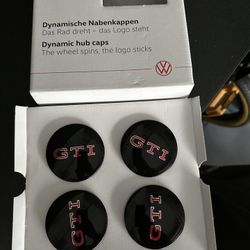 Dynamische Nabenkappen
Das Rad dreht – das Logo steht
Dynamic hub caps
The wheel spins, the logo sticks
GTI
GTI
GTI
GTI